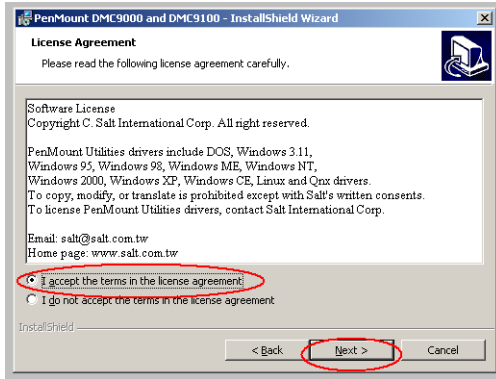 PenMount DMC9000 and DMC9100 - InstallShield Wizard
License Agreement
Please read the following license agreement carefully.
Software License
Copyright C. Salt International Corp. All right reserved.
PenMount Utilities drivers include DOS, Windows 3.11,
Windows 95, Windows 98, Windows ME, Windows NT,
Windows 2000, Windows XP, Windows CE, Linux and Qnx drivers.
To copy, modify, or translate is prohibited except with Salt's written consents.
To license PenMount Utilities drivers, contact Salt International Corp.
Email: salt@salt.com.tw
Home page: www.salt.com.tw
I accept the terms in the license agreement
I do not accept the terms in the license agreement
InstallShield
< Back Next > Cancel